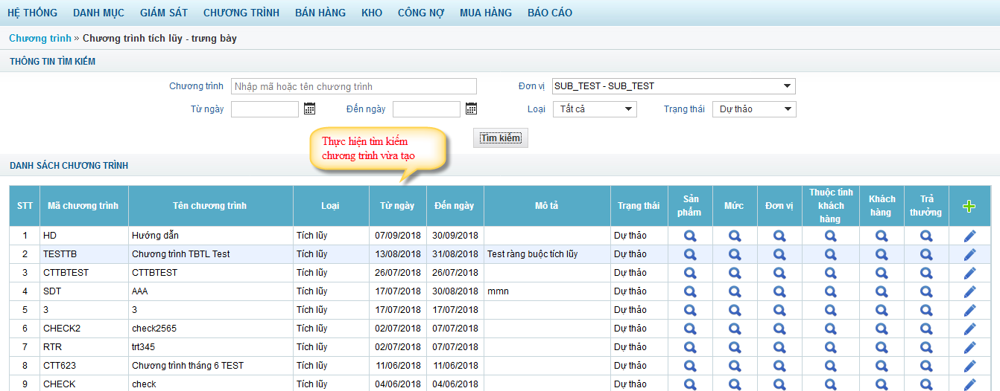 HỆ THỐNG DANH MỤC GIÁM SÁT CHƯƠNG TRÌNH BÁN HÀNG KHO CÔNG NỢ MUA HÀNG BÁO CÁO
Chương trình » Chương trình tích lũy - trưng bày
THÔNG TIN TÌM KIẾM
Chương trình Nhập mã hoặc tên chương trình Đơn vị SUB_TEST - SUB_TEST
Từ ngày Đến ngày Loại Tất cả Trạng thái Dự thảo
Tìm kiếm
Thực hiện tìm kiếm
chương trình vừa tạo
DANH SÁCH CHƯƠNG TRÌNH
STT Mã chương trình Tên chương trình Loại Từ ngày Đến ngày Mô tả Trạng thái Sản phẩm Mức Đơn vị Thuộc tính khách hàng Khách hàng Trả thưởng
1 HD Hướng dẫn Tích lũy 07/09/2018 30/09/2018 Dự thảo
2 TESTTB Chương trình TBTL Test Tích lũy 13/08/2018 31/08/2018 Test ràng buộc tích lũy Dự thảo
3 CTTBTEST CTTBTEST Tích lũy 26/07/2018 26/07/2018 Dự thảo
4 SDT AAA Tích lũy 17/07/2018 30/08/2018 mmn Dự thảo
5 3 3 Tích lũy 17/07/2018 17/07/2018 Dự thảo
6 CHECK2 check2565 Tích lũy 02/07/2018 07/07/2018 Dự thảo
7 RTR trt345 Tích lũy 02/07/2018 07/07/2018 Dự thảo
8 CTT623 Chương trình tháng 6 TEST Tích lũy 11/06/2018 11/06/2018 Dự thảo
9 CHECK check Tích lũy 04/06/2018 04/06/2018 Dự thảo